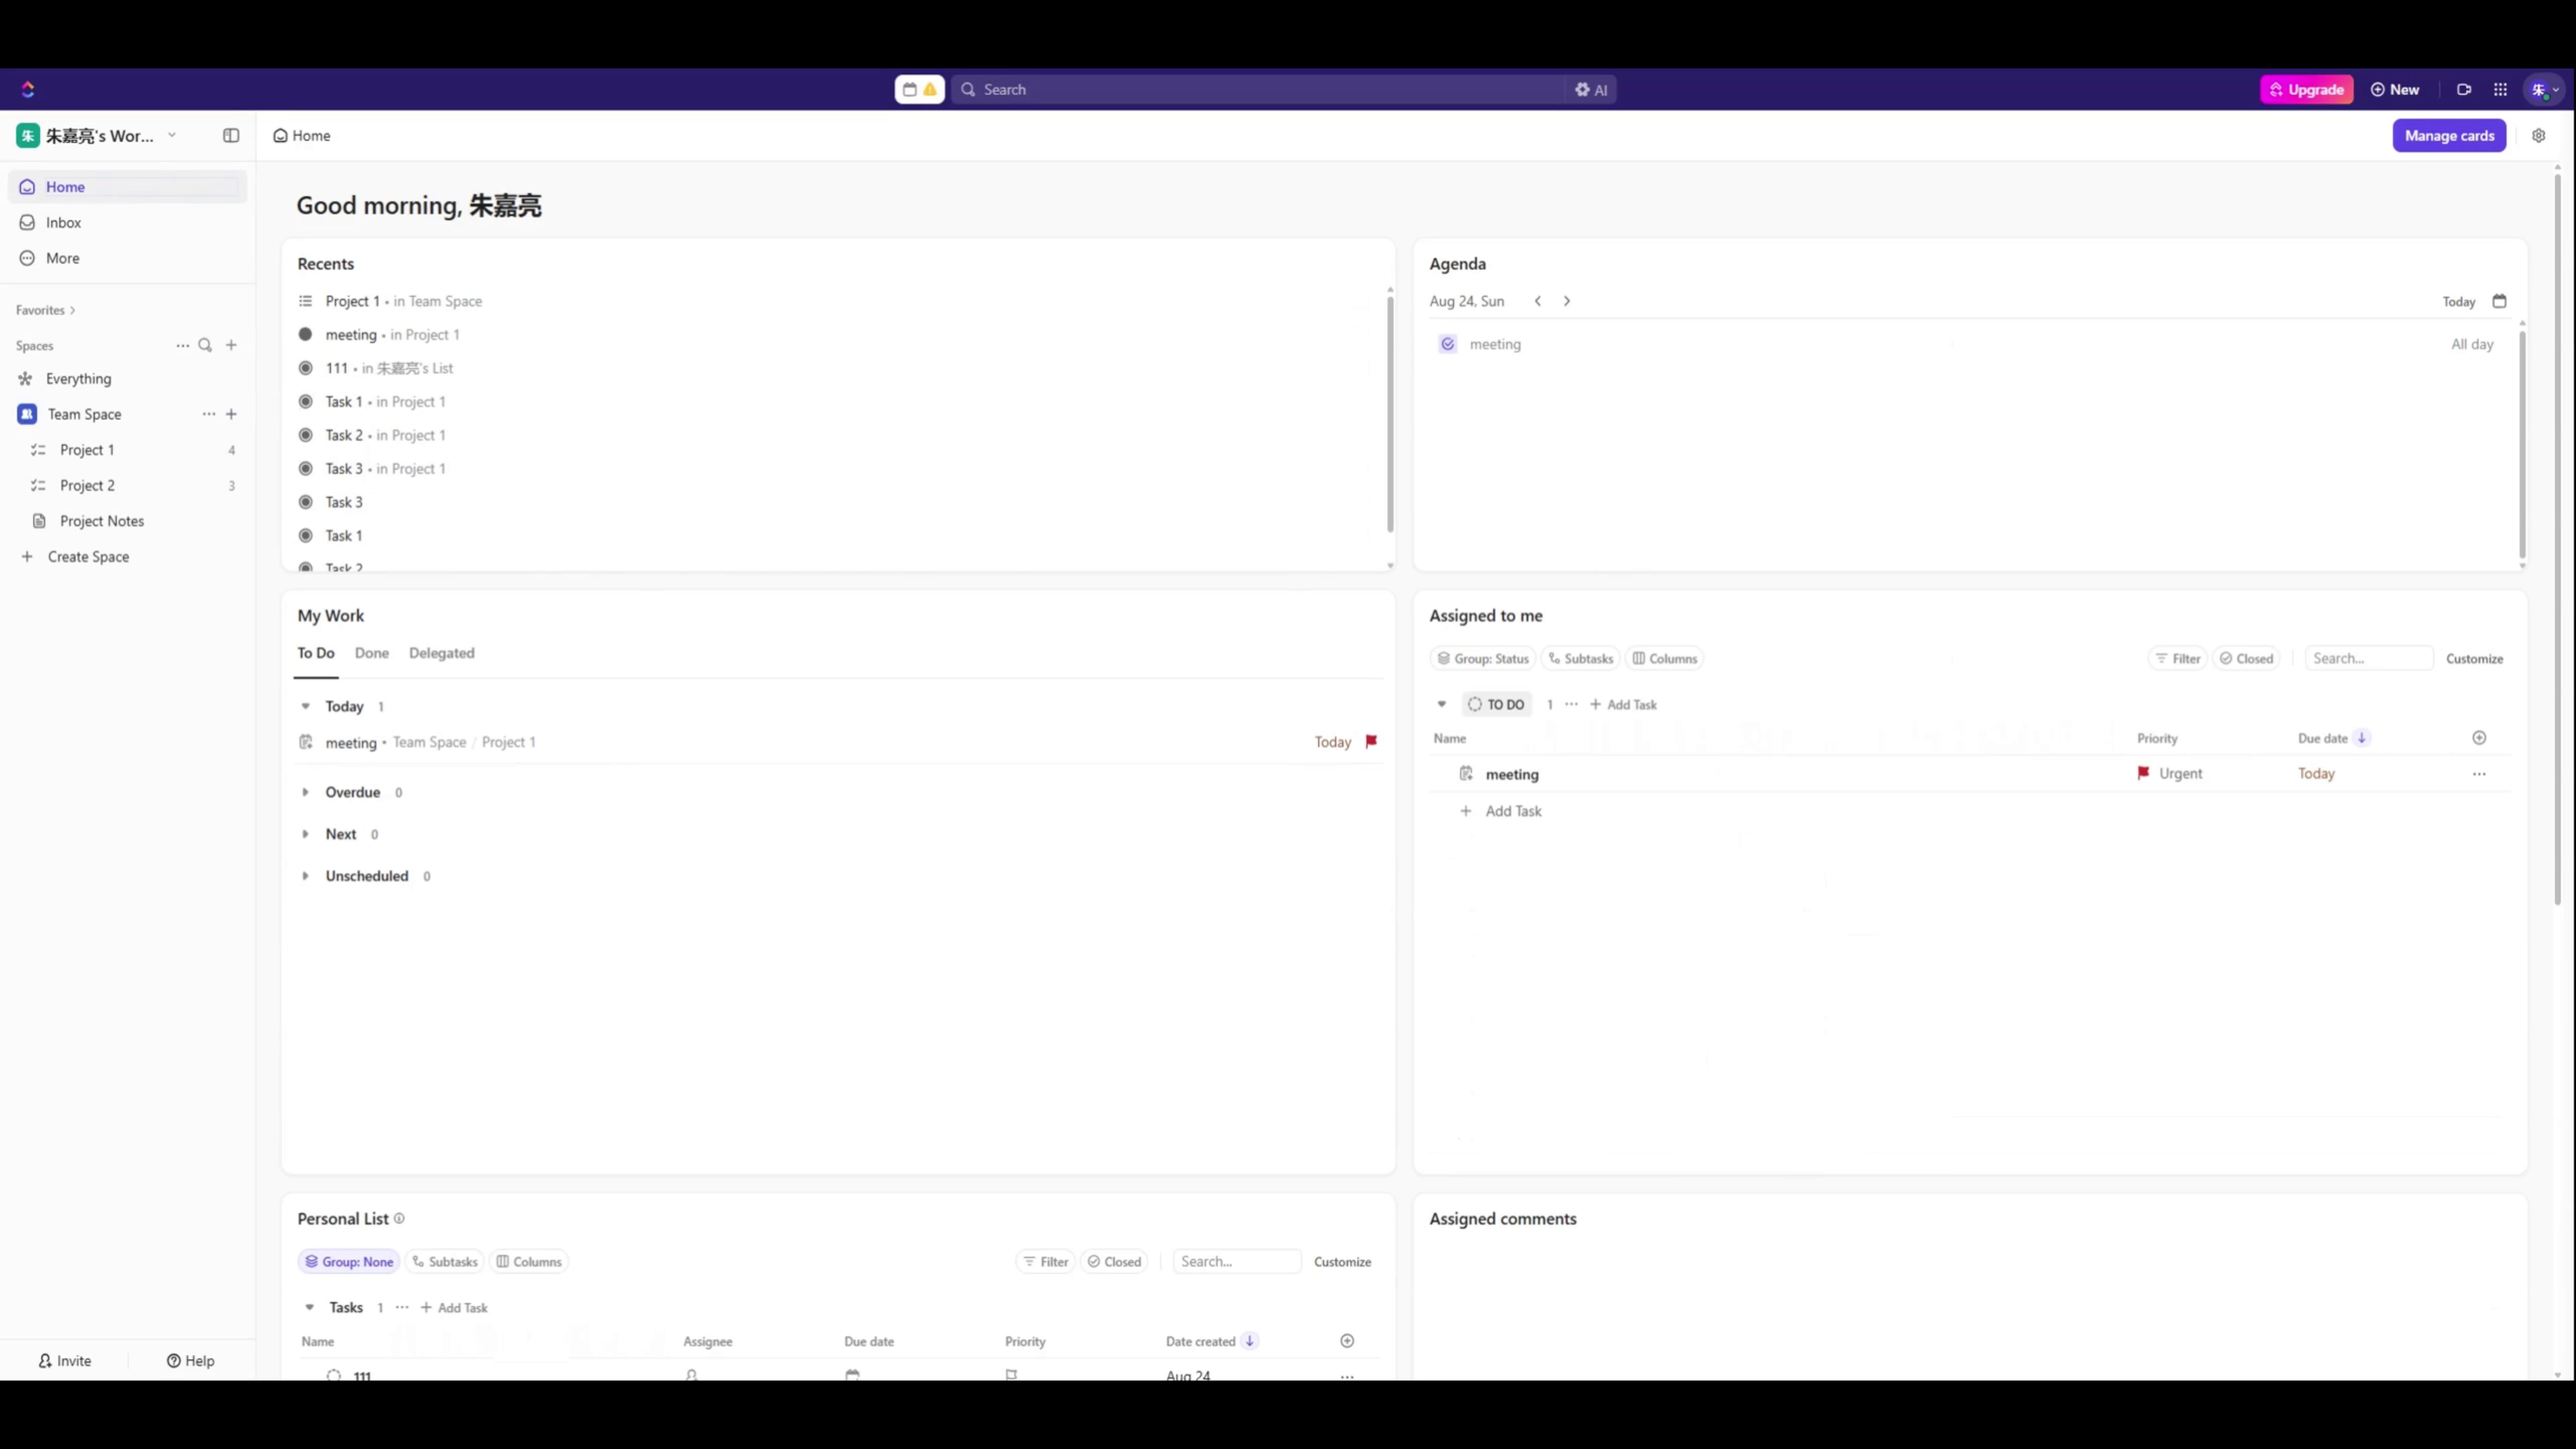 Search
AI
Upgrade
New
朱
朱 朱嘉亮's Wor...
Home
Manage cards
Home
Inbox
More
Favorites
Spaces
Everything
Team Space
Project 1 4
Project 2 3
Project Notes
Create Space
Invite
Help
Good morning, 朱嘉亮
Recents
Project 1 • in Team Space
meeting • in Project 1
111 • in 朱嘉亮's List
Task 1 • in Project 1
Task 2 • in Project 1
Task 3 • in Project 1
Task 3
Task 1
Task 2
Agenda
Aug 24, Sun
Today
meeting All day
My Work
To Do Done Delegated
Today 1
meeting • Team Space / Project 1 Today
Overdue 0
Next 0
Unscheduled 0
Assigned to me
Group: Status Subtasks Columns Filter Closed Search... Customize
TO DO 1 ... + Add Task
Name Priority Due date
meeting Urgent Today ...
+ Add Task
Personal List
Group: None Subtasks Columns Filter Closed Search... Customize
Tasks 1 ... + Add Task
Name Assignee Due date Priority Date created
111 Aug 24 ...
Assigned comments